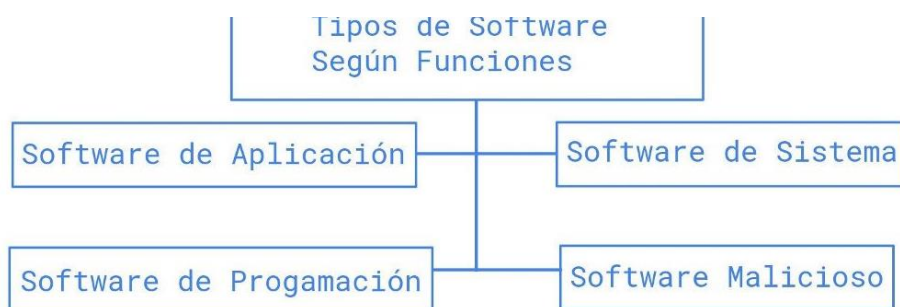 Tipos de Software
Según Funciones
Software de Aplicación
Software de Sistema
Software de Progamación
Software Malicioso